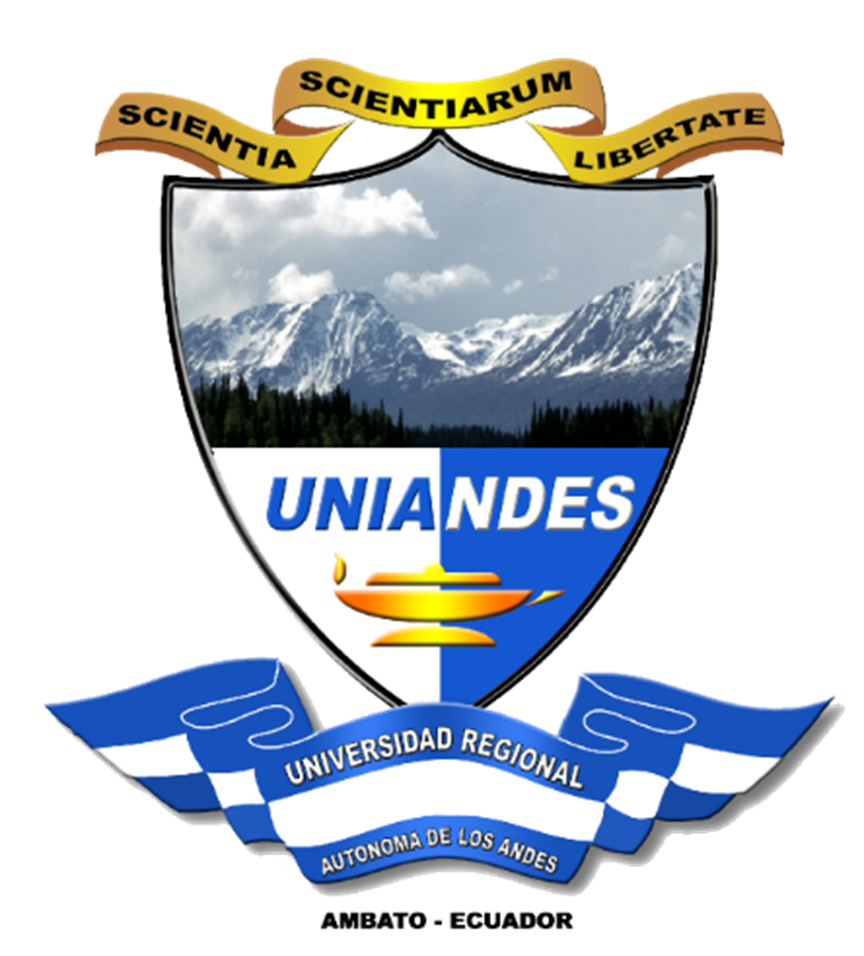 SCIENTIA SCIENTIARUM LIBERTATE
UNIANDES
UNIVERSIDAD REGIONAL
AUTONOMA DE LOS ANDES
AMBATO - ECUADOR